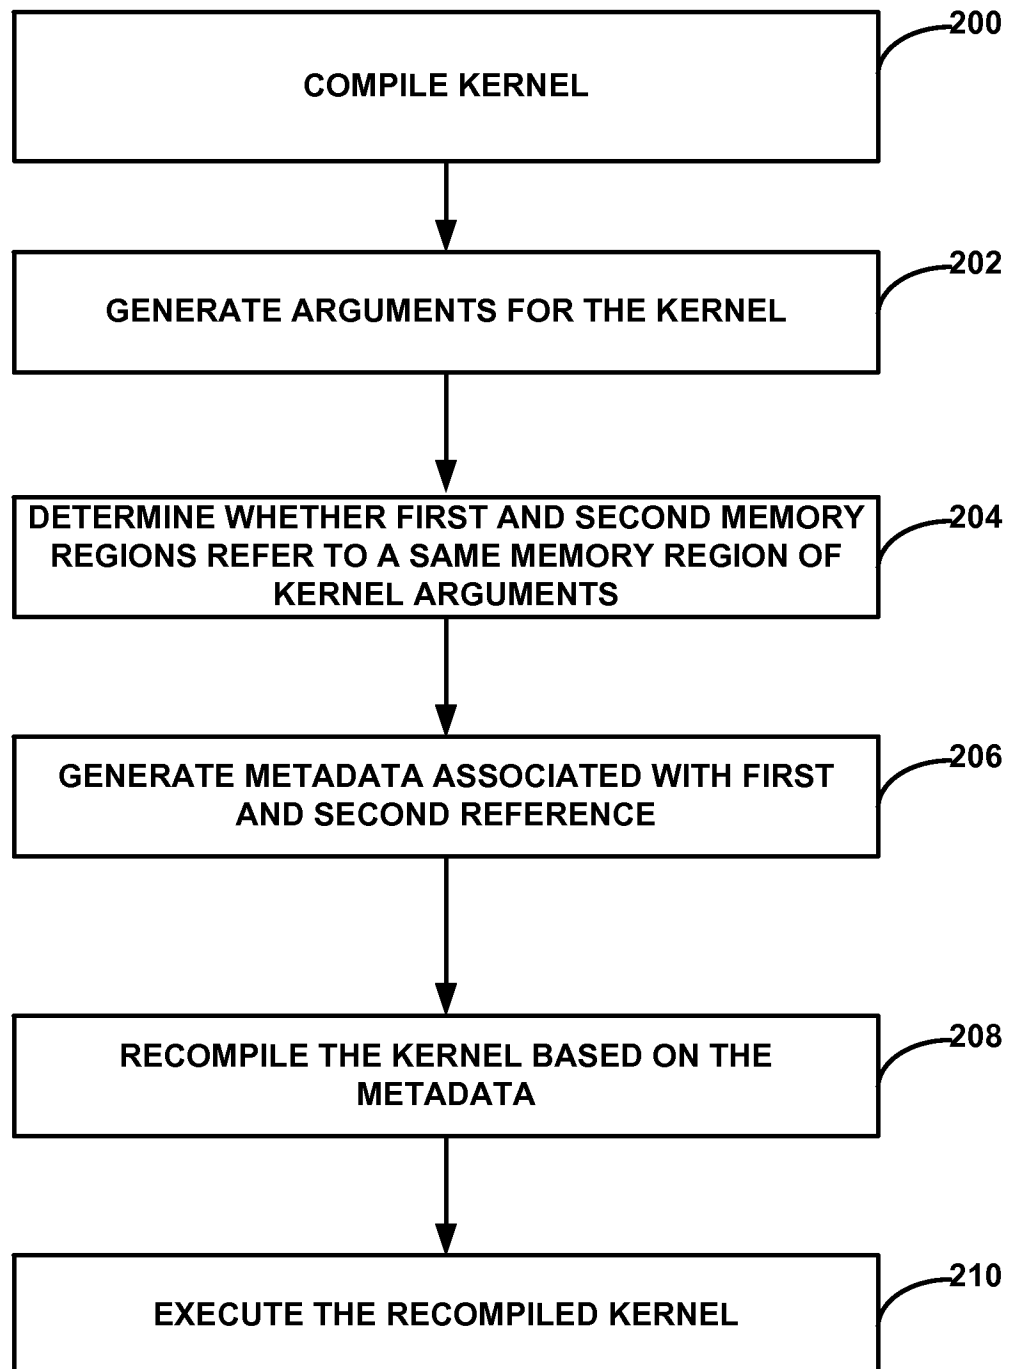 200
COMPILE KERNEL
202
GENERATE ARGUMENTS FOR THE KERNEL
DETERMINE WHETHER FIRST AND SECOND MEMORY
204
REGIONS REFER TO A SAME MEMORY REGION OF
KERNEL ARGUMENTS
206
GENERATE METADATA ASSOCIATED WITH FIRST
AND SECOND REFERENCE
208
RECOMPILE THE KERNEL BASED ON THE
METADATA
210
EXECUTE THE RECOMPILED KERNEL